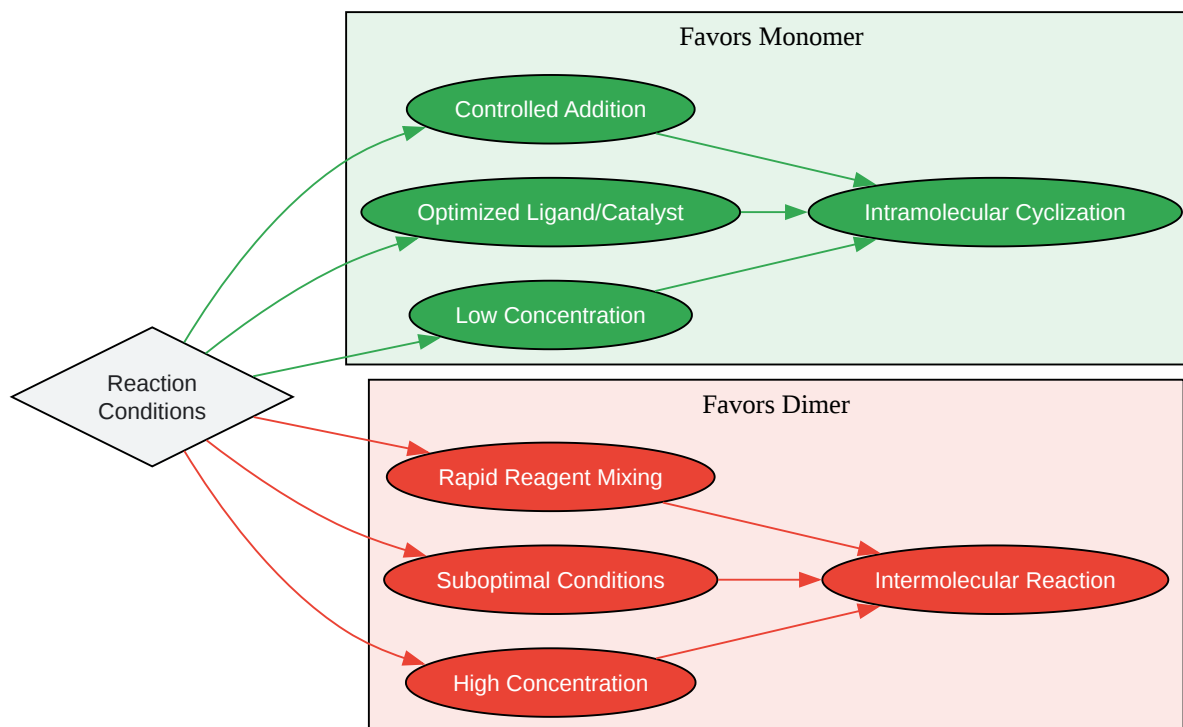 Reaction
Conditions
Favors Monomer
Controlled Addition
Optimized Ligand/Catalyst
Low Concentration
Intramolecular Cyclization
Favors Dimer
Rapid Reagent Mixing
Suboptimal Conditions
High Concentration
Intermolecular Reaction